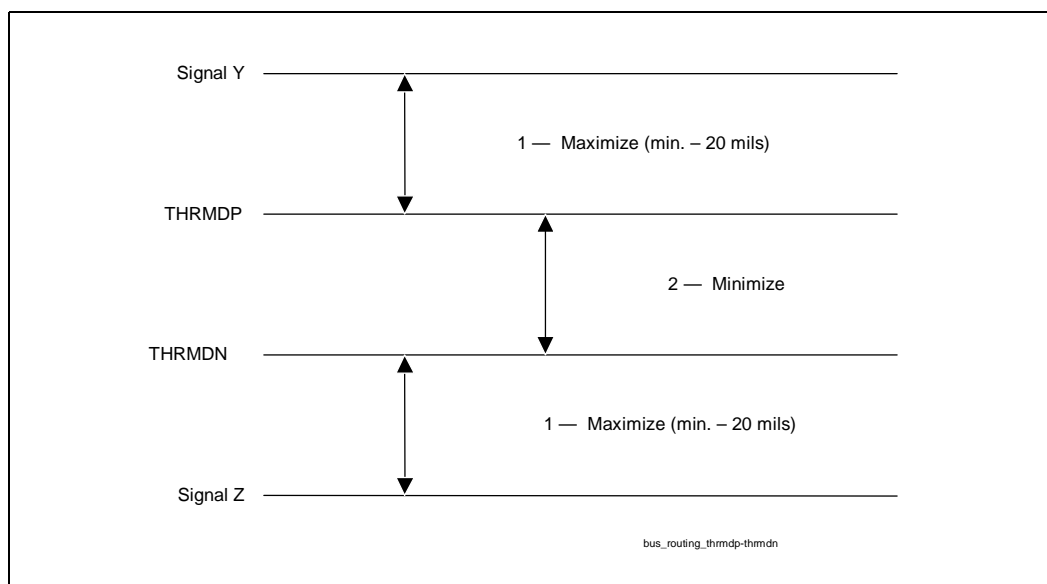 Signal Y
1 — Maximize (min. – 20 mils)
THRMDP
2 — Minimize
THRMDN
1 — Maximize (min. – 20 mils)
Signal Z
bus_routing_thrmdp-thrmdn